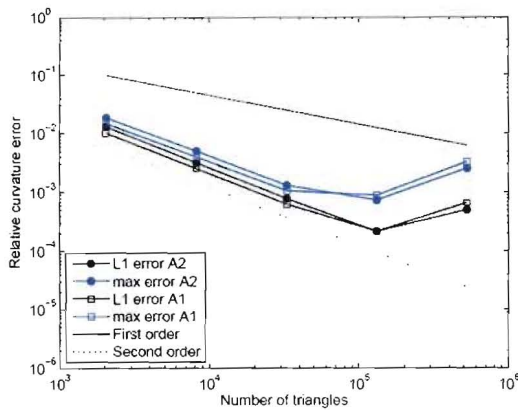 10^0
10^-1
10^-2
10^-3
10^-4
10^-5
10^-6
Relative curvature error
L1 error A2
max error A2
L1 error A1
max error A1
First order
Second order
10^3
10^4
10^5
10^6
Number of triangles